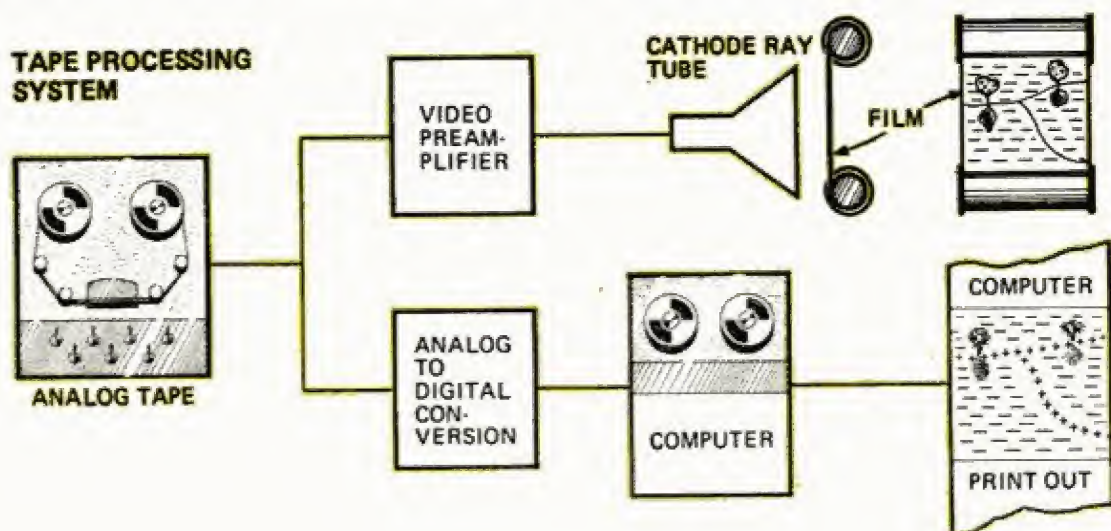 TAPE PROCESSING
SYSTEM
ANALOG TAPE
VIDEO
PREAM-
PLIFIER
CATHODE RAY
TUBE
FILM
ANALOG
TO
DIGITAL
CON-
VERSION
COMPUTER
COMPUTER
PRINT OUT